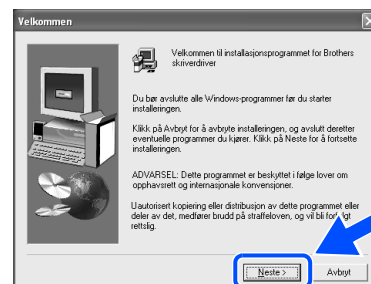 Velkommen
Velkommen til installasjonsprogrammet for Brothers
skriverdriver
Du bør avslutte alle Windows-programmer før du starter
installeringen.
Klikk på Avbryt for å avbryte installeringen, og avslutt deretter
eventuelle programmer du kjører. Klikk på Neste for å fortsette
installeringen.
ADVARSEL: Dette programmet er beskyttet i følge lover om
opphavsrett og internasjonale konvensjoner.
Uautorisert kopiering eller distribusjon av dette programmet eller
deler av det, medfører brudd på straffeloven, og vil bli forfulgt
rettslig.
Neste >
Avbryt